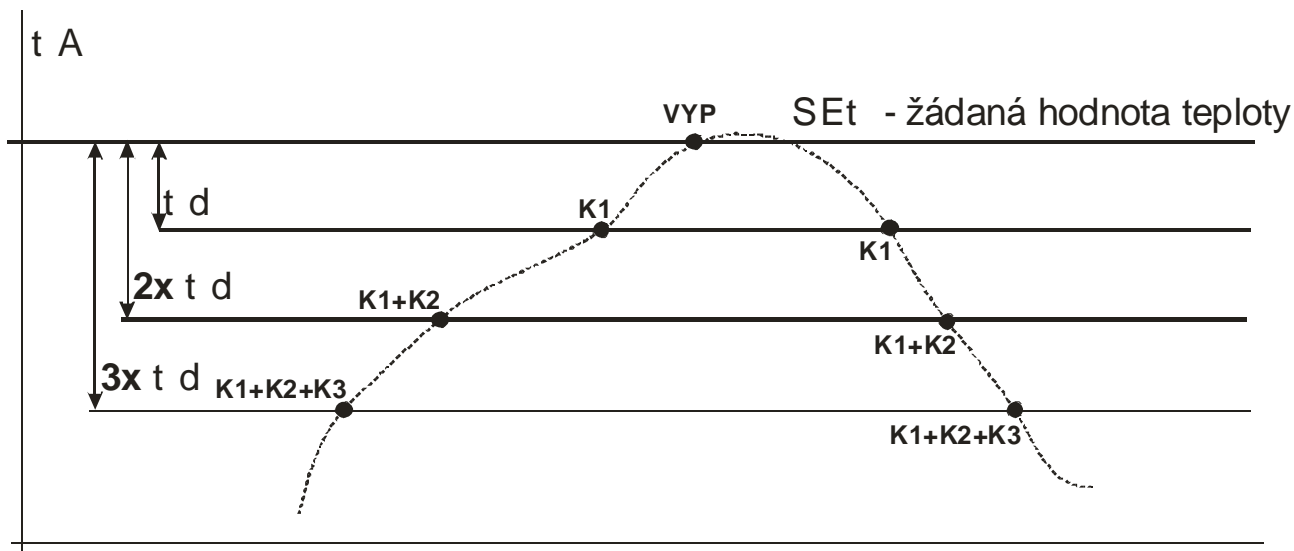 t A
VYP
SEt - žádaná hodnota teploty
t d
K1
K1
2x t d
K1+K2
K1+K2
3x t d
K1+K2+K3
K1+K2+K3